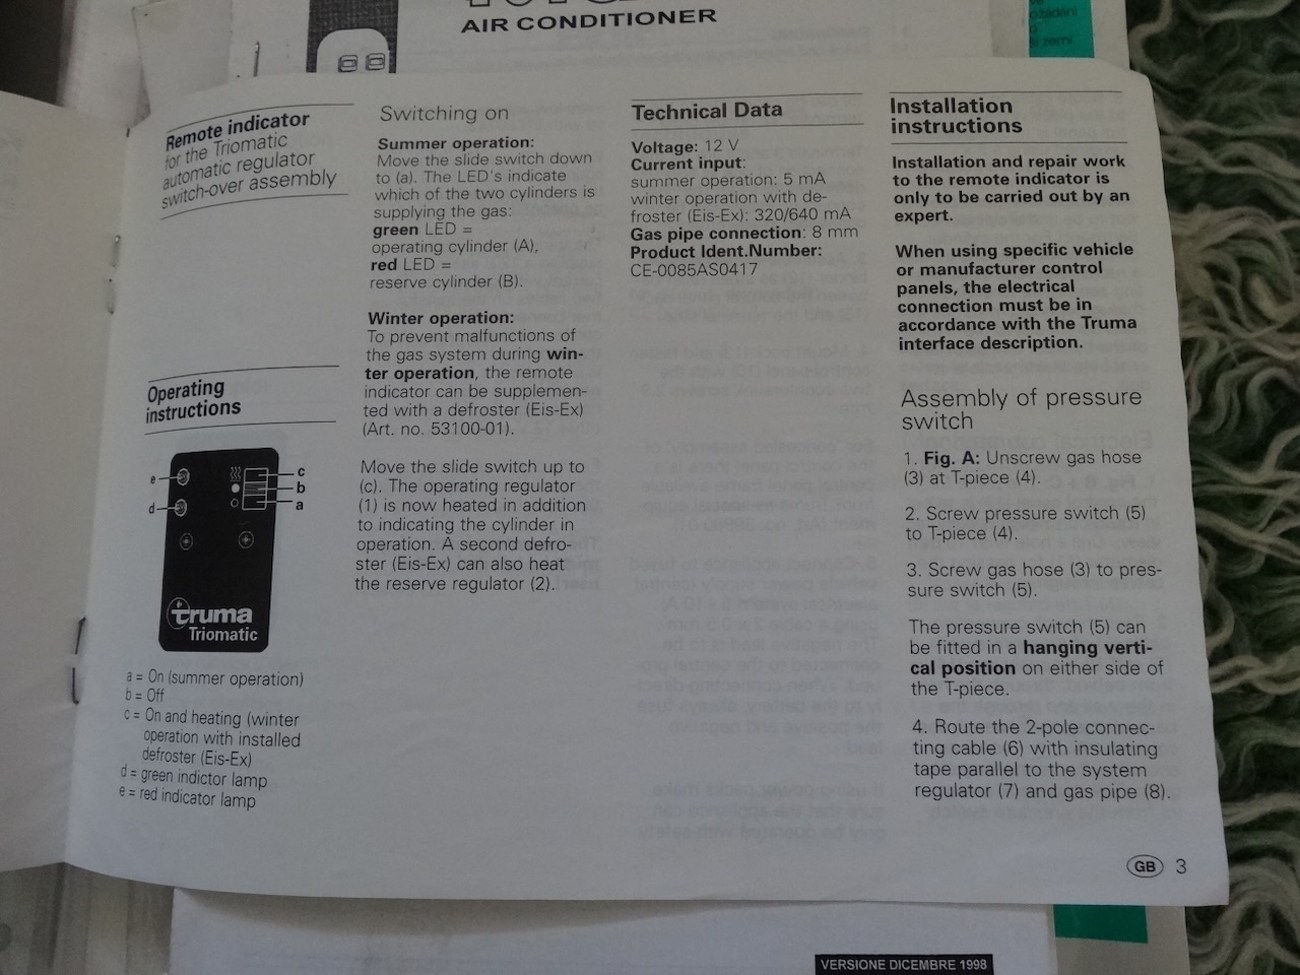 AIR CONDITIONER
Remote indicator
for the Triomatic
automatic regulator
switch-over assembly
Operating
instructions
e
d
c
b
a
truma
Triomatic
a = On (summer operation)
b = Off
c = On and heating (winter
operation with installed
defroster (Eis-Ex)
d = green indictor lamp
e = red indicator lamp
Switching on
Summer operation:
Move the slide switch down
to (a). The LED's indicate
which of the two cylinders is
supplying the gas:
green LED =
operating cylinder (A),
red LED =
reserve cylinder (B).
Winter operation:
To prevent malfunctions of
the gas system during win-
ter operation, the remote
indicator can be supplemen-
ted with a defroster (Eis-Ex)
(Art. no. 53100-01).
Move the slide switch up to
(c). The operating regulator
(1) is now heated in addition
to indicating the cylinder in
operation. A second defro-
ster (Eis-Ex) can also heat
the reserve regulator (2).
Technical Data
Voltage: 12 V
Current input:
summer operation: 5 mA
winter operation with de-
froster (Eis-Ex): 320/640 mA
Gas pipe connection: 8 mm
Product Ident.Number:
CE-0085AS0417
Installation
instructions
Installation and repair work
to the remote indicator is
only to be carried out by an
expert.
When using specific vehicle
or manufacturer control
panels, the electrical
connection must be in
accordance with the Truma
interface description.
Assembly of pressure
switch
1. Fig. A: Unscrew gas hose
(3) at T-piece (4).
2. Screw pressure switch (5)
to T-piece (4).
3. Screw gas hose (3) to pres-
sure switch (5).
The pressure switch (5) can
be fitted in a hanging verti-
cal position on either side of
the T-piece.
4. Route the 2-pole connec-
ting cable (6) with insulating
tape parallel to the system
regulator (7) and gas pipe (8).
GB 3
VERSIONE DICEMBRE 1998